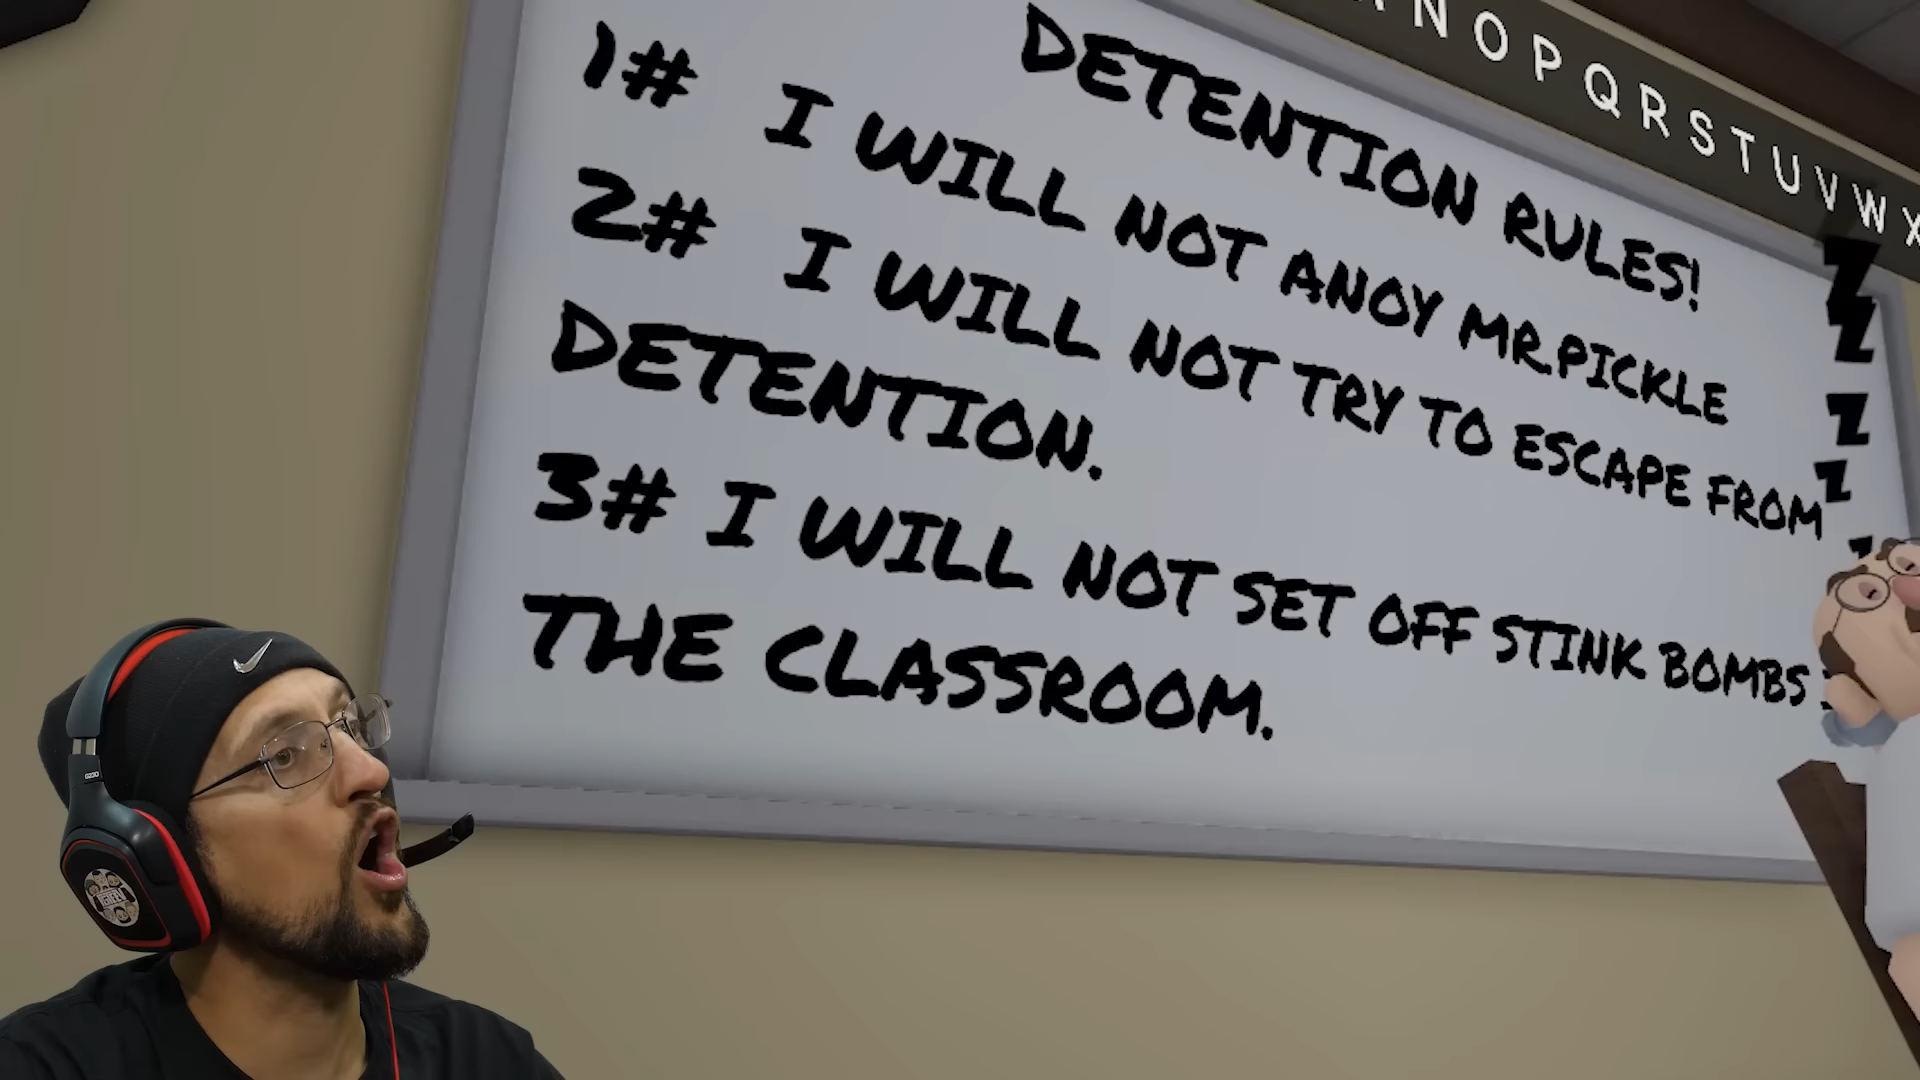 NOPQRSTUVWX
DETENTION RULES!
1# I WILL NOT ANOY MR.PICKLE
2# I WILL NOT TRY TO ESCAPE FROM
DETENTION.
3# I WILL NOT SET OFF STINK BOMBS
THE CLASSROOM.
Z
Z
Z
Z